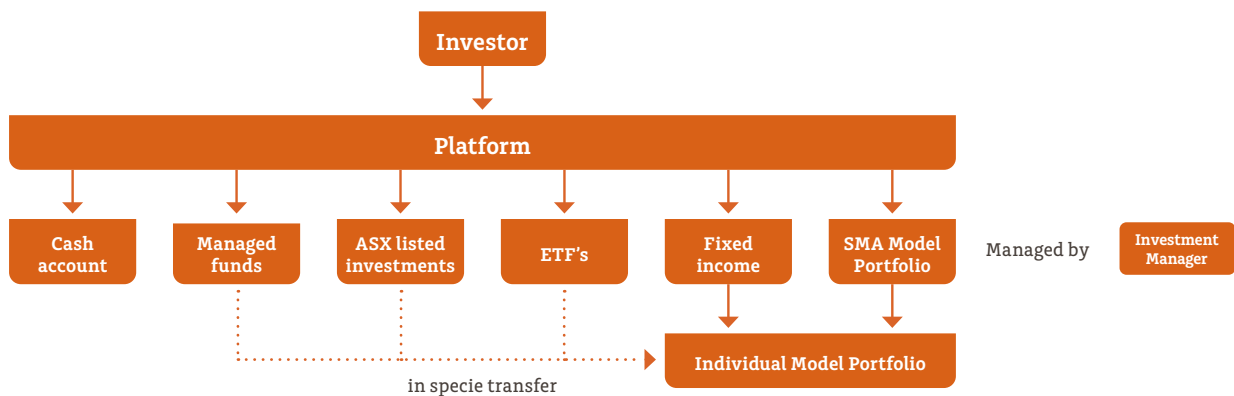 Investor
Platform
Cash
account
Managed
funds
ASX listed
investments
ETF's
Fixed
income
SMA Model
Portfolio
Managed by
Investment
Manager
Individual Model Portfolio
in specie transfer